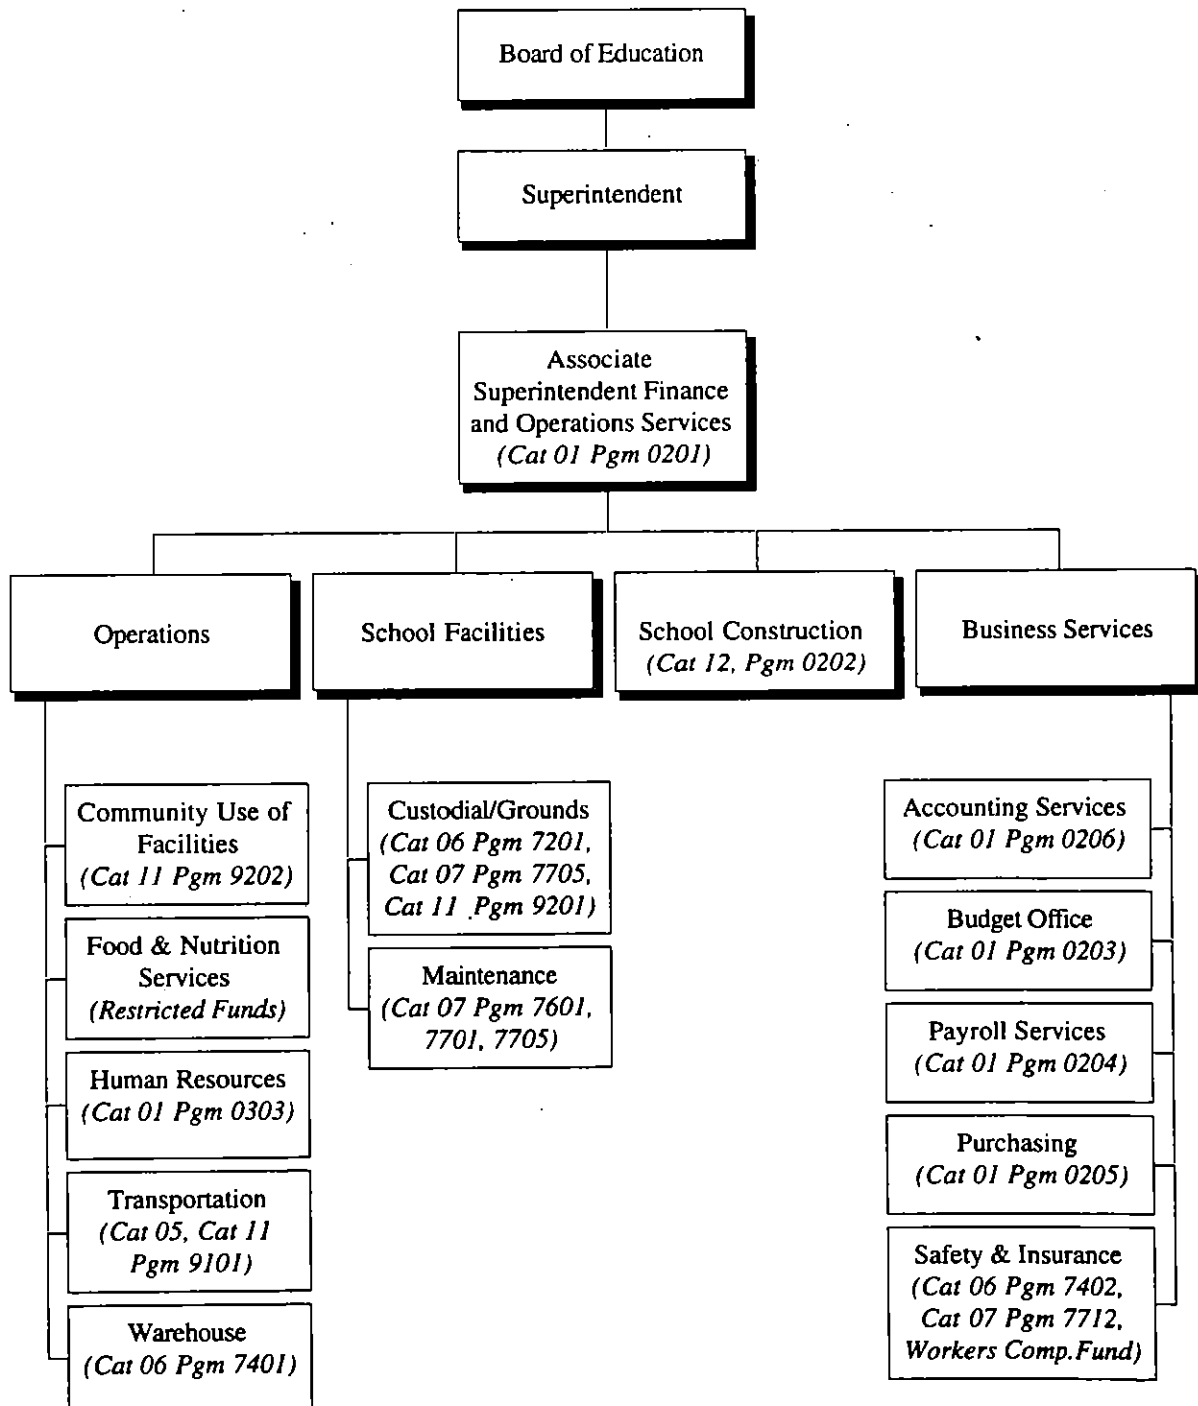 Board of Education
Superintendent
Associate
Superintendent Finance
and Operations Services
(Cat 01 Pgm 0201)
Operations
School Facilities
School Construction
(Cat 12, Pgm 0202)
Business Services
Community Use of
Facilities
(Cat 11 Pgm 9202)
Food & Nutrition
Services
(Restricted Funds)
Human Resources
(Cat 01 Pgm 0303)
Transportation
(Cat 05, Cat 11
Pgm 9101)
Warehouse
(Cat 06 Pgm 7401)
Custodial/Grounds
(Cat 06 Pgm 7201,
Cat 07 Pgm 7705,
Cat 11 Pgm 9201)
Maintenance
(Cat 07 Pgm 7601,
7701, 7705)
Accounting Services
(Cat 01 Pgm 0206)
Budget Office
(Cat 01 Pgm 0203)
Payroll Services
(Cat 01 Pgm 0204)
Purchasing
(Cat 01 Pgm 0205)
Safety & Insurance
(Cat 06 Pgm 7402,
Cat 07 Pgm 7712,
Workers Comp.Fund)